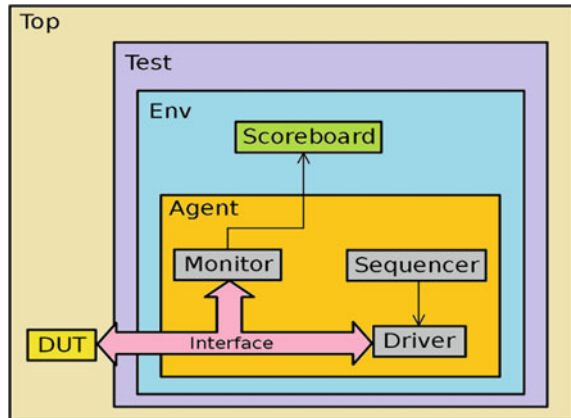 Top
Test
Env
Scoreboard
Agent
Monitor
Sequencer
DUT
Interface
Driver